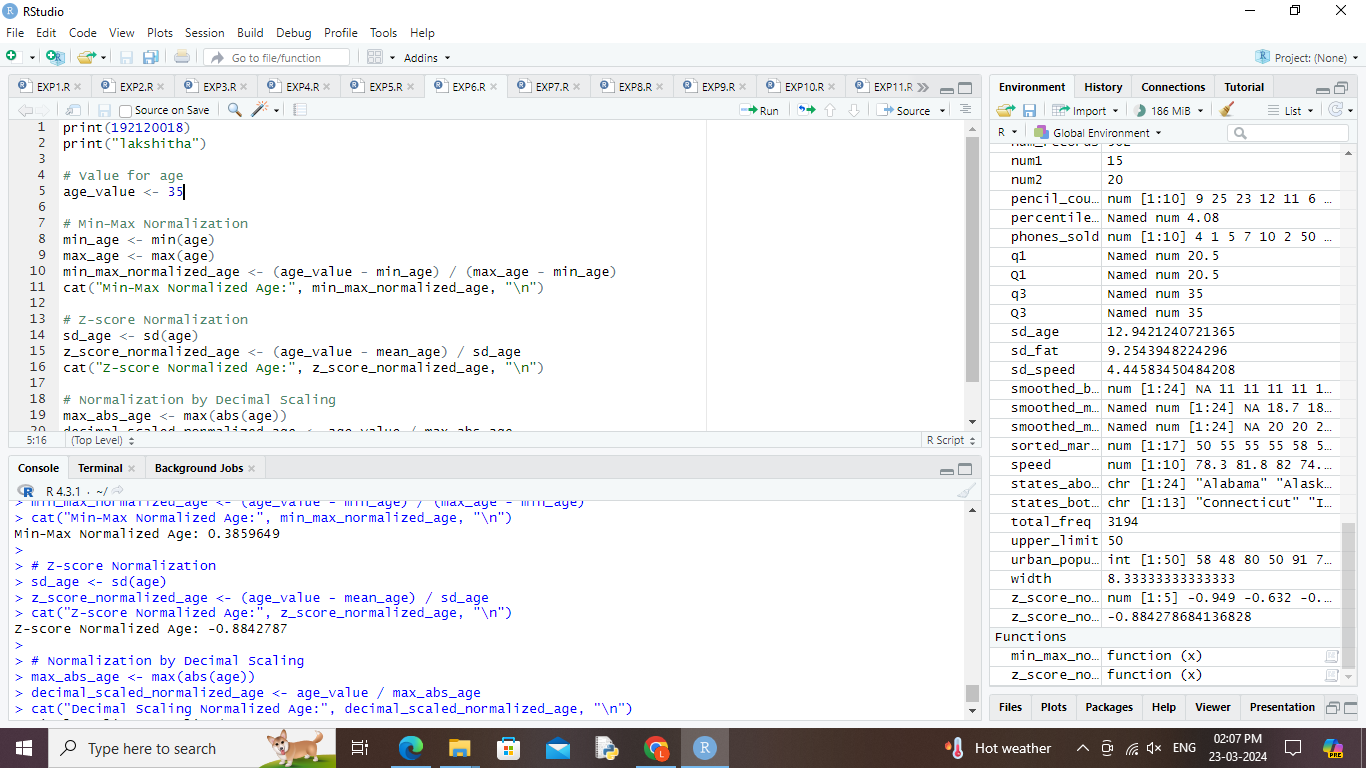 RStudio
File Edit Code View Plots Session Build Debug Profile Tools Help
Go to file/function Addins Project: (None)
EXP1.R EXP2.R EXP3.R EXP4.R EXP5.R EXP6.R EXP7.R EXP8.R EXP9.R EXP10.R EXP11.R
Source on Save Run Source
1 print(192120018)
2 print("lakshitha")
3
4 # Value for age
5 age_value <- 35
6
7 # Min-Max Normalization
8 min_age <- min(age)
9 max_age <- max(age)
10 min_max_normalized_age <- (age_value - min_age) / (max_age - min_age)
11 cat("Min-Max Normalized Age:", min_max_normalized_age, "\n")
12
13 # Z-score Normalization
14 sd_age <- sd(age)
15 z_score_normalized_age <- (age_value - mean_age) / sd_age
16 cat("Z-score Normalized Age:", z_score_normalized_age, "\n")
17
18 # Normalization by Decimal Scaling
19 max_abs_age <- max(abs(age))
20 decimal_scaled_normalized_age <- age_value / max_abs_age
5:16 (Top Level) R Script
Console Terminal Background Jobs
R 4.3.1 · ~/
> min_max_normalized_age <- (age_value - min_age) / (max_age - min_age)
> cat("Min-Max Normalized Age:", min_max_normalized_age, "\n")
Min-Max Normalized Age: 0.3859649
>
> # Z-score Normalization
> sd_age <- sd(age)
> z_score_normalized_age <- (age_value - mean_age) / sd_age
> cat("Z-score Normalized Age:", z_score_normalized_age, "\n")
Z-score Normalized Age: -0.8842787
>
> # Normalization by Decimal Scaling
> max_abs_age <- max(abs(age))
> decimal_scaled_normalized_age <- age_value / max_abs_age
> cat("Decimal Scaling Normalized Age:", decimal_scaled_normalized_age, "\n")
Environment History Connections Tutorial
Import 186 MiB List
R Global Environment
num1 15
num2 20
pencil_cou… num [1:10] 9 25 23 12 11 6 …
percentile… Named num 4.08
phones_sold num [1:10] 4 1 5 7 10 2 50 …
q1 Named num 20.5
Q1 Named num 20.5
q3 Named num 35
Q3 Named num 35
sd_age 12.9421240721365
sd_fat 9.2543948224296
sd_speed 4.44583450484208
smoothed_b… num [1:24] NA 11 11 11 11 1…
smoothed_m… Named num [1:24] NA 18.7 18…
smoothed_m… Named num [1:24] NA 20 20 2…
sorted_mar… num [1:17] 50 55 55 55 58 5…
speed num [1:10] 78.3 81.8 82 74.…
states_abo… chr [1:24] "Alabama" "Alask…
states_bot… chr [1:13] "Connecticut" "I…
total_freq 3194
upper_limit 50
urban_popu… int [1:50] 58 48 80 50 91 7…
width 8.33333333333333
z_score_no… num [1:5] -0.949 -0.632 -0.…
z_score_no… -0.884278684136828
Functions
min_max_no… function (x)
z_score_no… function (x)
Files Plots Packages Help Viewer Presentation
Type here to search
Hot weather ENG 02:07 PM
23-03-2024